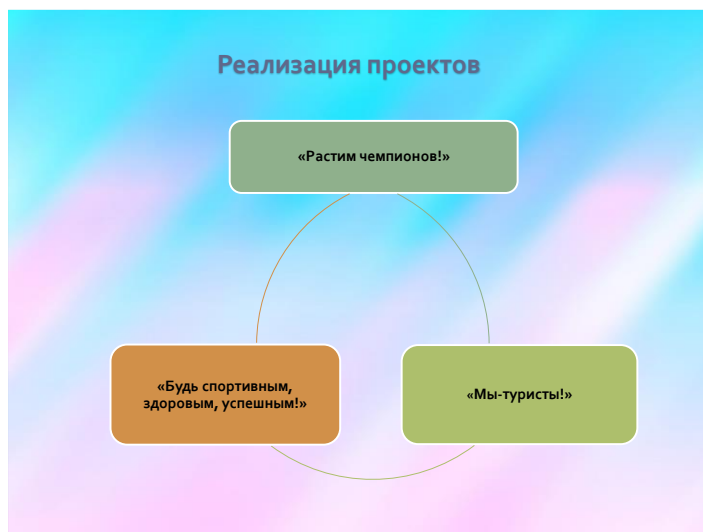 Реализация проектов
«Растим чемпионов!»
«Будь спортивным,
здоровым, успешным!»
«Мы-туристы!»